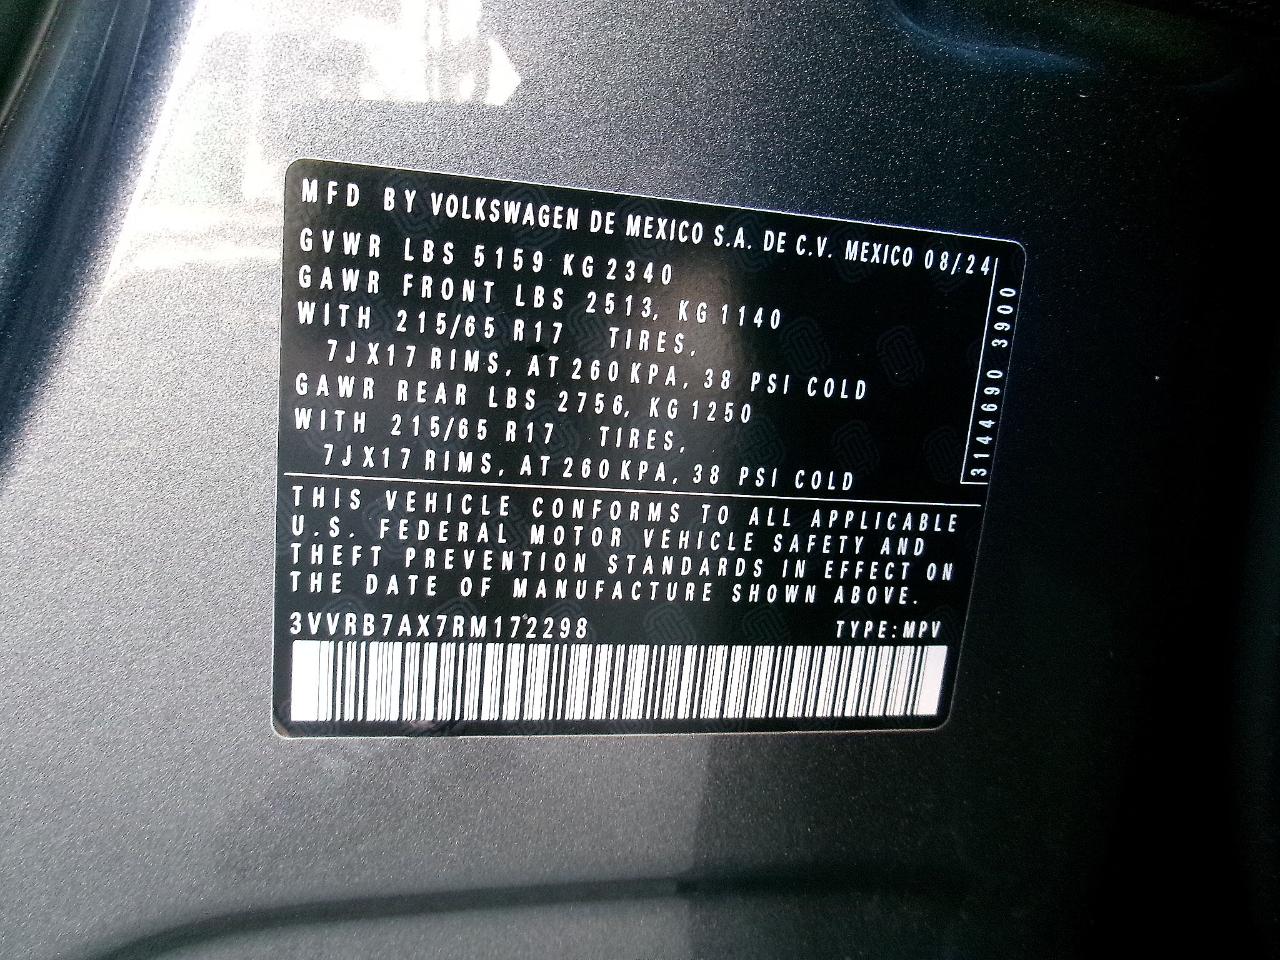 MFD BY VOLKSWAGEN DE MEXICO S.A. DE C.V. MEXICO 08/24
GVWR LBS 5159 KG 2340
GAWR FRONT LBS 2513, KG 1140
WITH 215/65 R17 TIRES,
7JX17 RIMS, AT 260 KPA, 38 PSI COLD
GAWR REAR LBS 2756, KG 1250
WITH 215/65 R17 TIRES,
7JX17 RIMS, AT 260 KPA, 38 PSI COLD
3144690 3900
THIS VEHICLE CONFORMS TO ALL APPLICABLE
U.S. FEDERAL MOTOR VEHICLE SAFETY AND
THEFT PREVENTION STANDARDS IN EFFECT ON
THE DATE OF MANUFACTURE SHOWN ABOVE.
3VVRB7AX7RM172298 TYPE:MPV